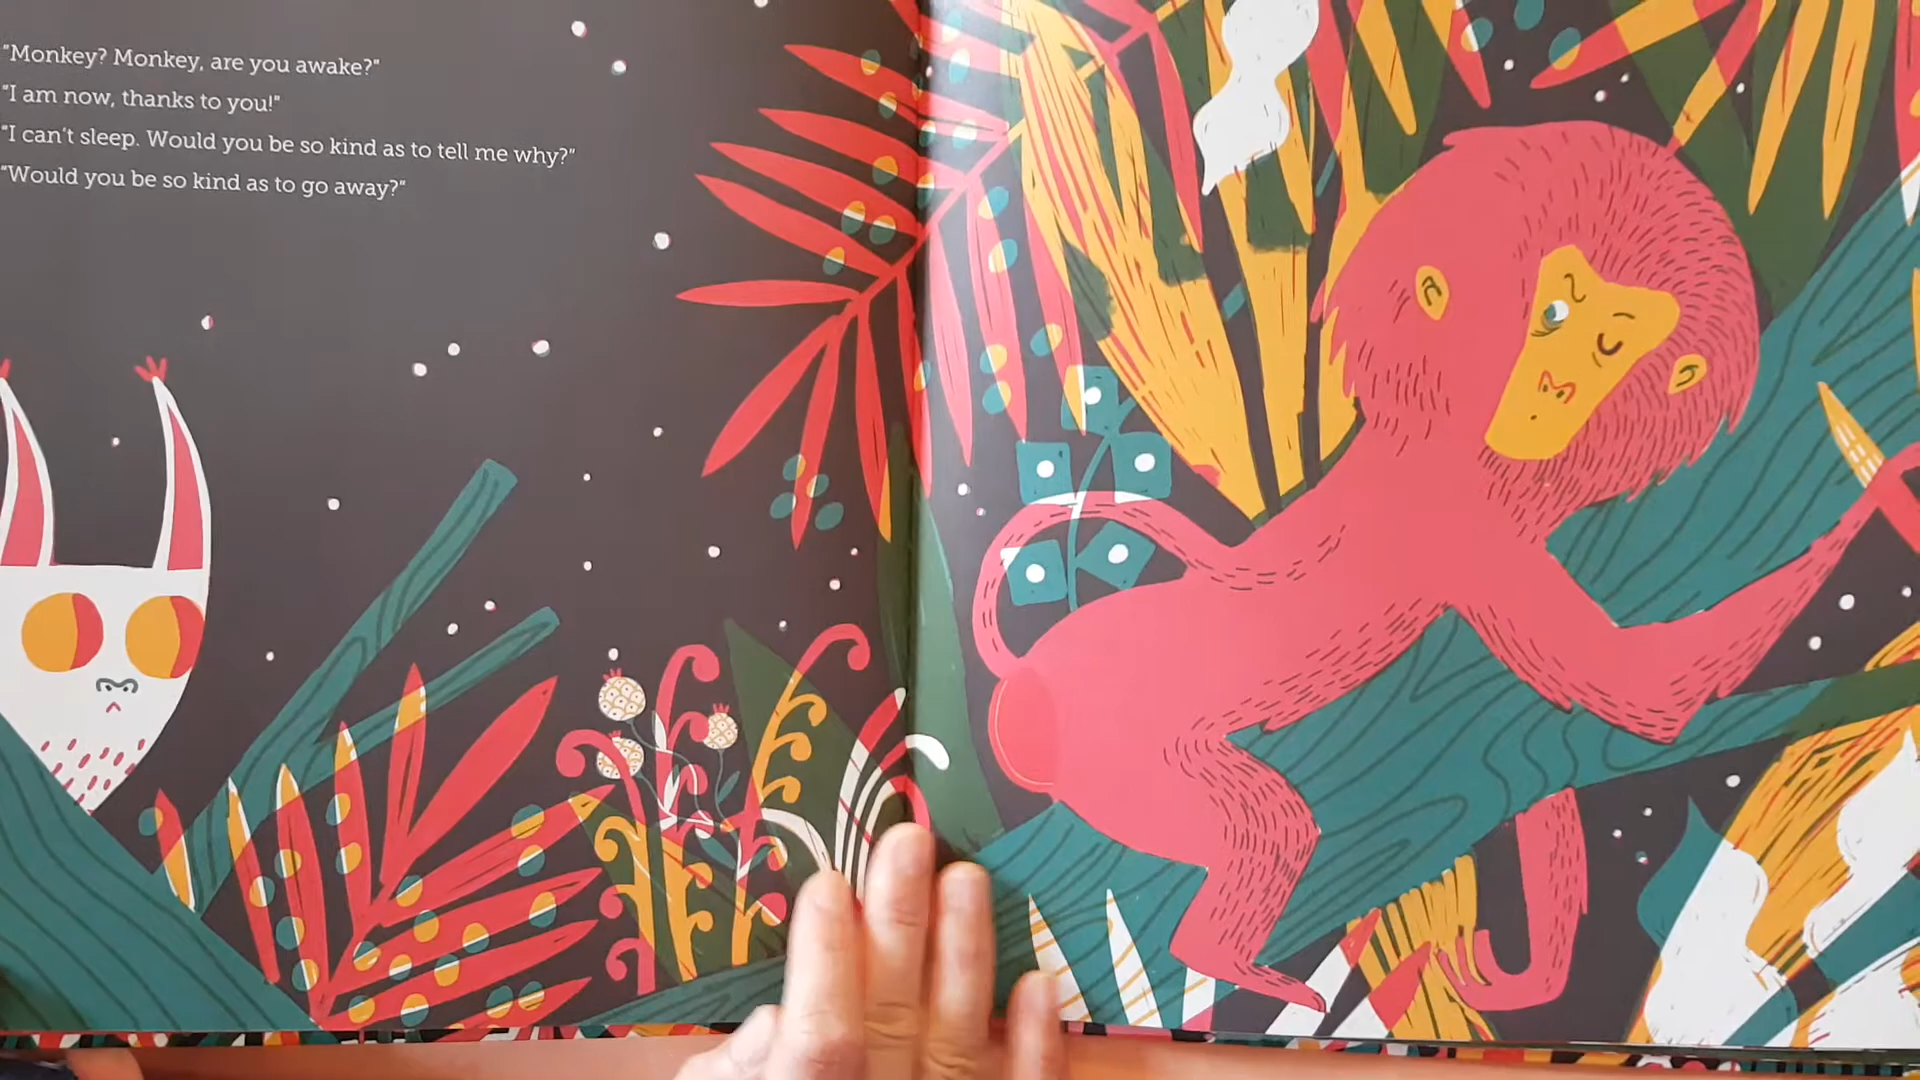 "Monkey? Monkey, are you awake?"
"I am now, thanks to you!"
"I can't sleep. Would you be so kind as to tell me why?"
"Would you be so kind as to go away?"